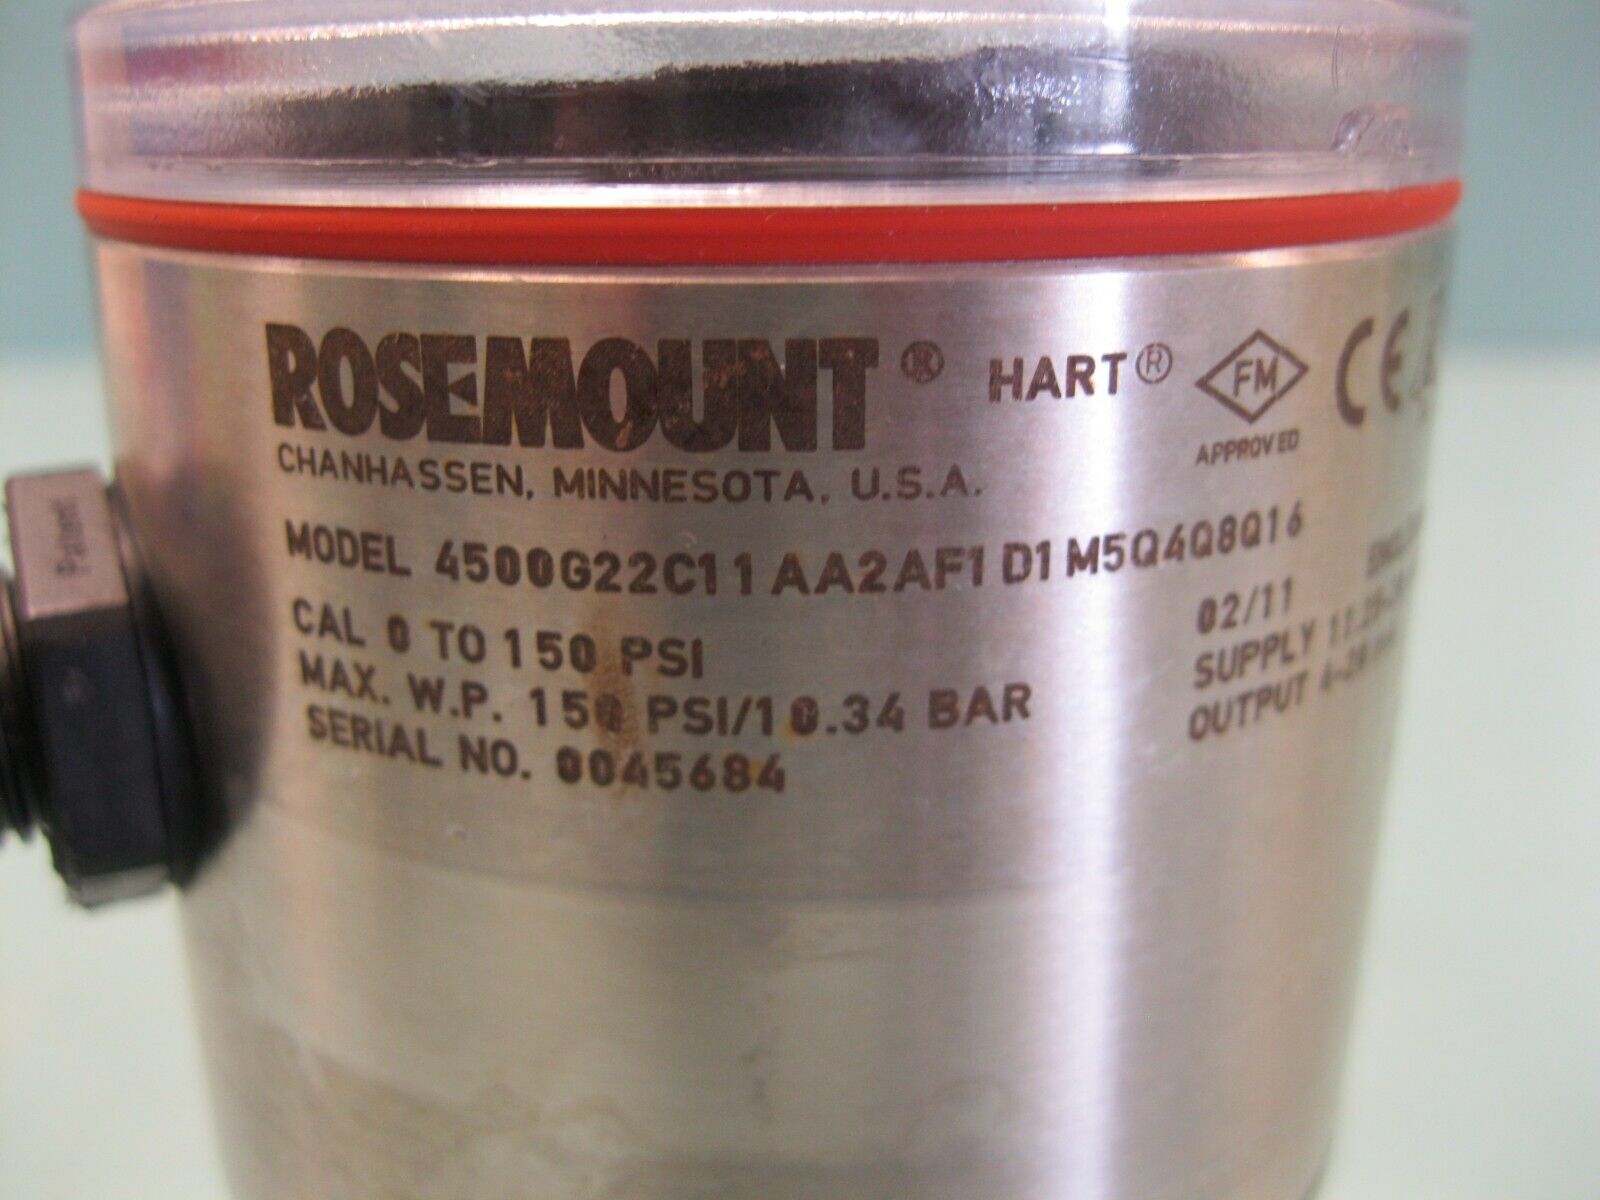 ROSEMOUNT® HART® FM CE
APPROVED
CHANHASSEN, MINNESOTA, U.S.A.
MODEL 4500G22C11AA2AF1D1M5Q4Q8Q16
CAL 0 TO 150 PSI
02/11
MAX. W.P. 150 PSI/10.34 BAR
SUPPLY
SERIAL NO. 0045684
OUTPUT
Patent